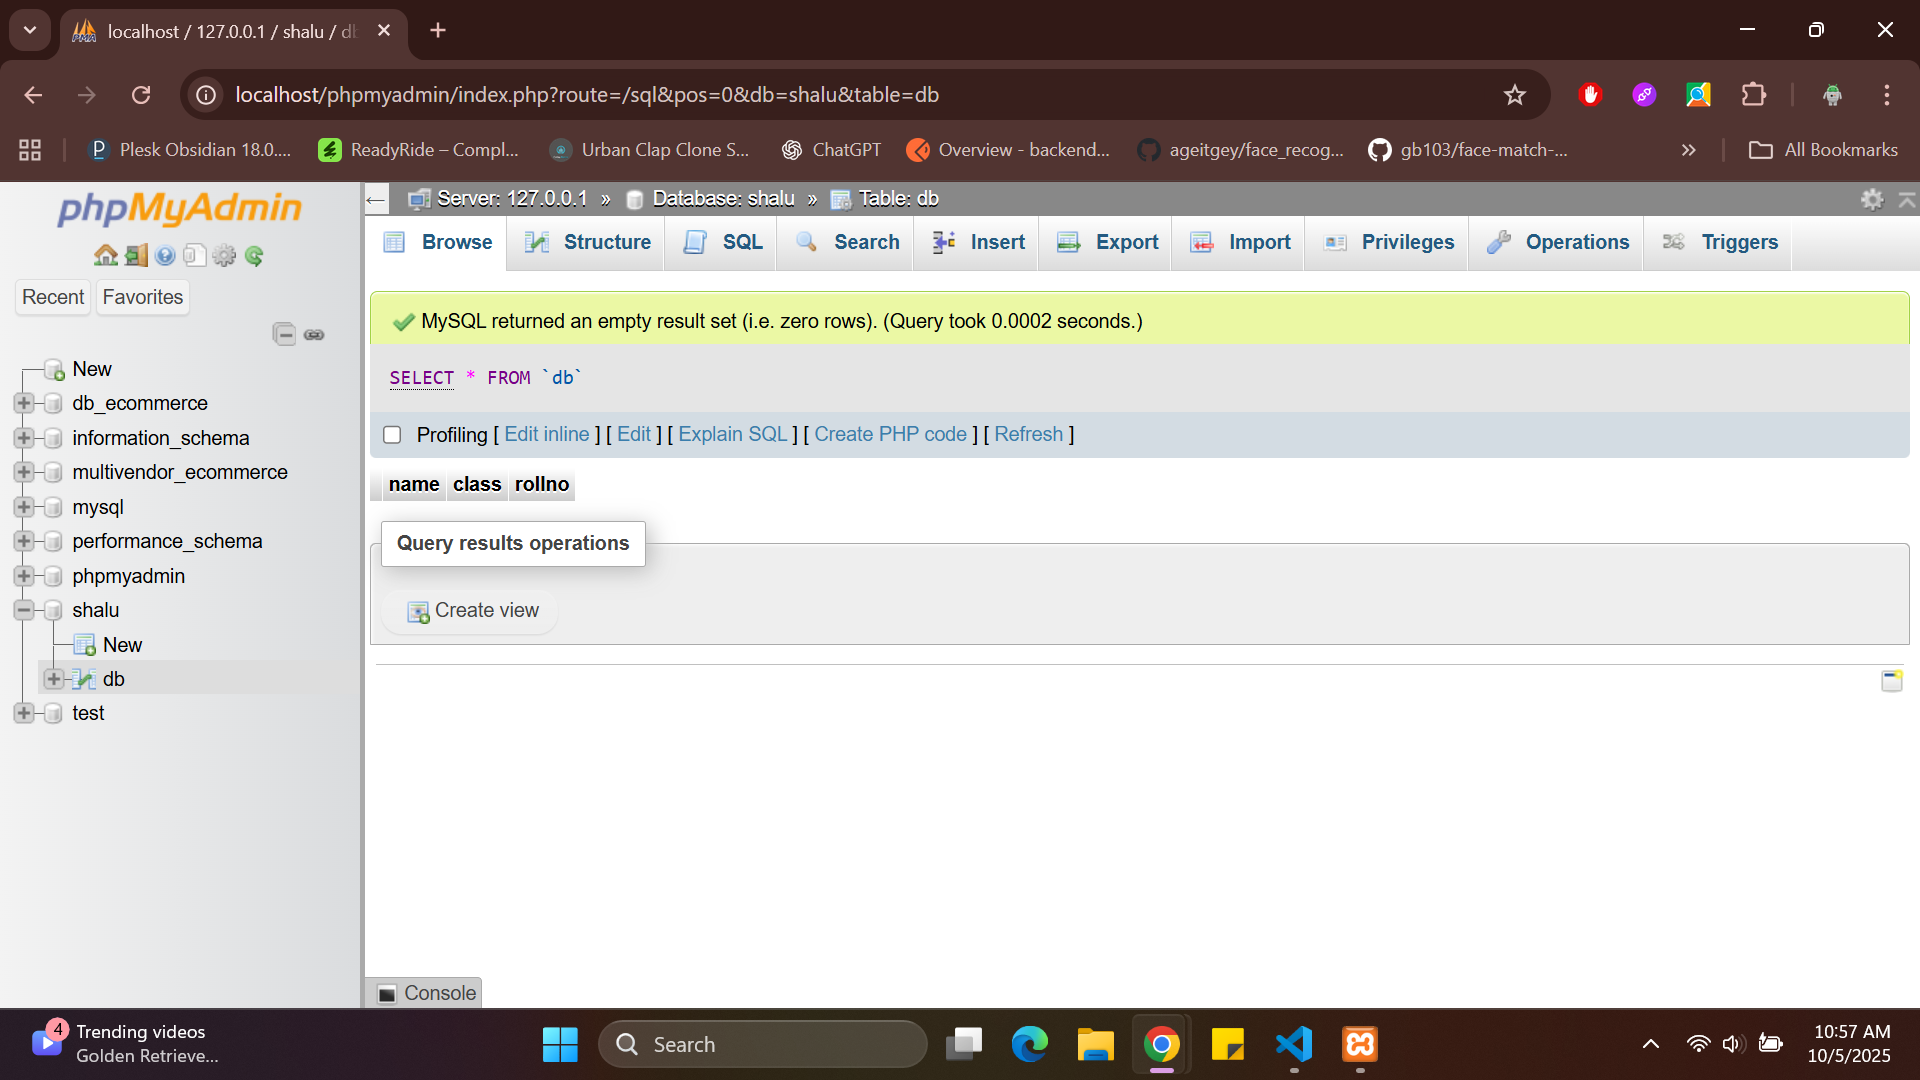 localhost / 127.0.0.1 / shalu / db
localhost/phpmyadmin/index.php?route=/sql&pos=0&db=shalu&table=db
Plesk Obsidian 18.0....
ReadyRide – Compl...
Urban Clap Clone S...
ChatGPT
Overview - backend...
ageitgey/face_recog...
gb103/face-match-...
All Bookmarks
phpMyAdmin
Recent
Favorites
New
db_ecommerce
information_schema
multivendor_ecommerce
mysql
performance_schema
phpmyadmin
shalu
New
db
test
Server: 127.0.0.1 » Database: shalu » Table: db
Browse
Structure
SQL
Search
Insert
Export
Import
Privileges
Operations
Triggers
MySQL returned an empty result set (i.e. zero rows). (Query took 0.0002 seconds.)
SELECT * FROM `db`
Profiling [ Edit inline ] [ Edit ] [ Explain SQL ] [ Create PHP code ] [ Refresh ]
name class rollno
Query results operations
Create view
Console
4
Trending videos
Golden Retrieve...
Search
10:57 AM
10/5/2025